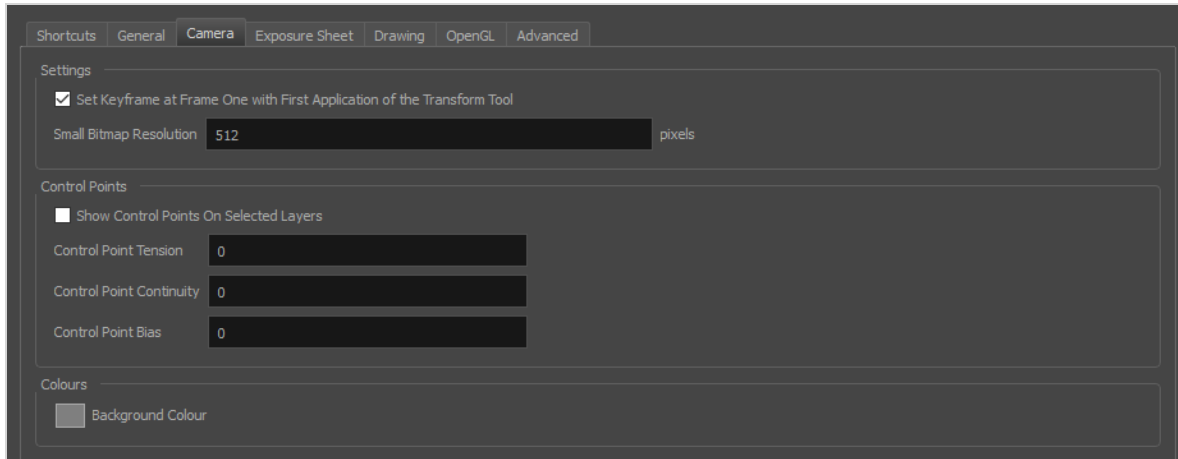 Shortcuts General Camera Exposure Sheet Drawing OpenGL Advanced
Settings
Set Keyframe at Frame One with First Application of the Transform Tool
Small Bitmap Resolution 512 pixels
Control Points
Show Control Points On Selected Layers
Control Point Tension 0
Control Point Continuity 0
Control Point Bias 0
Colours
Background Colour